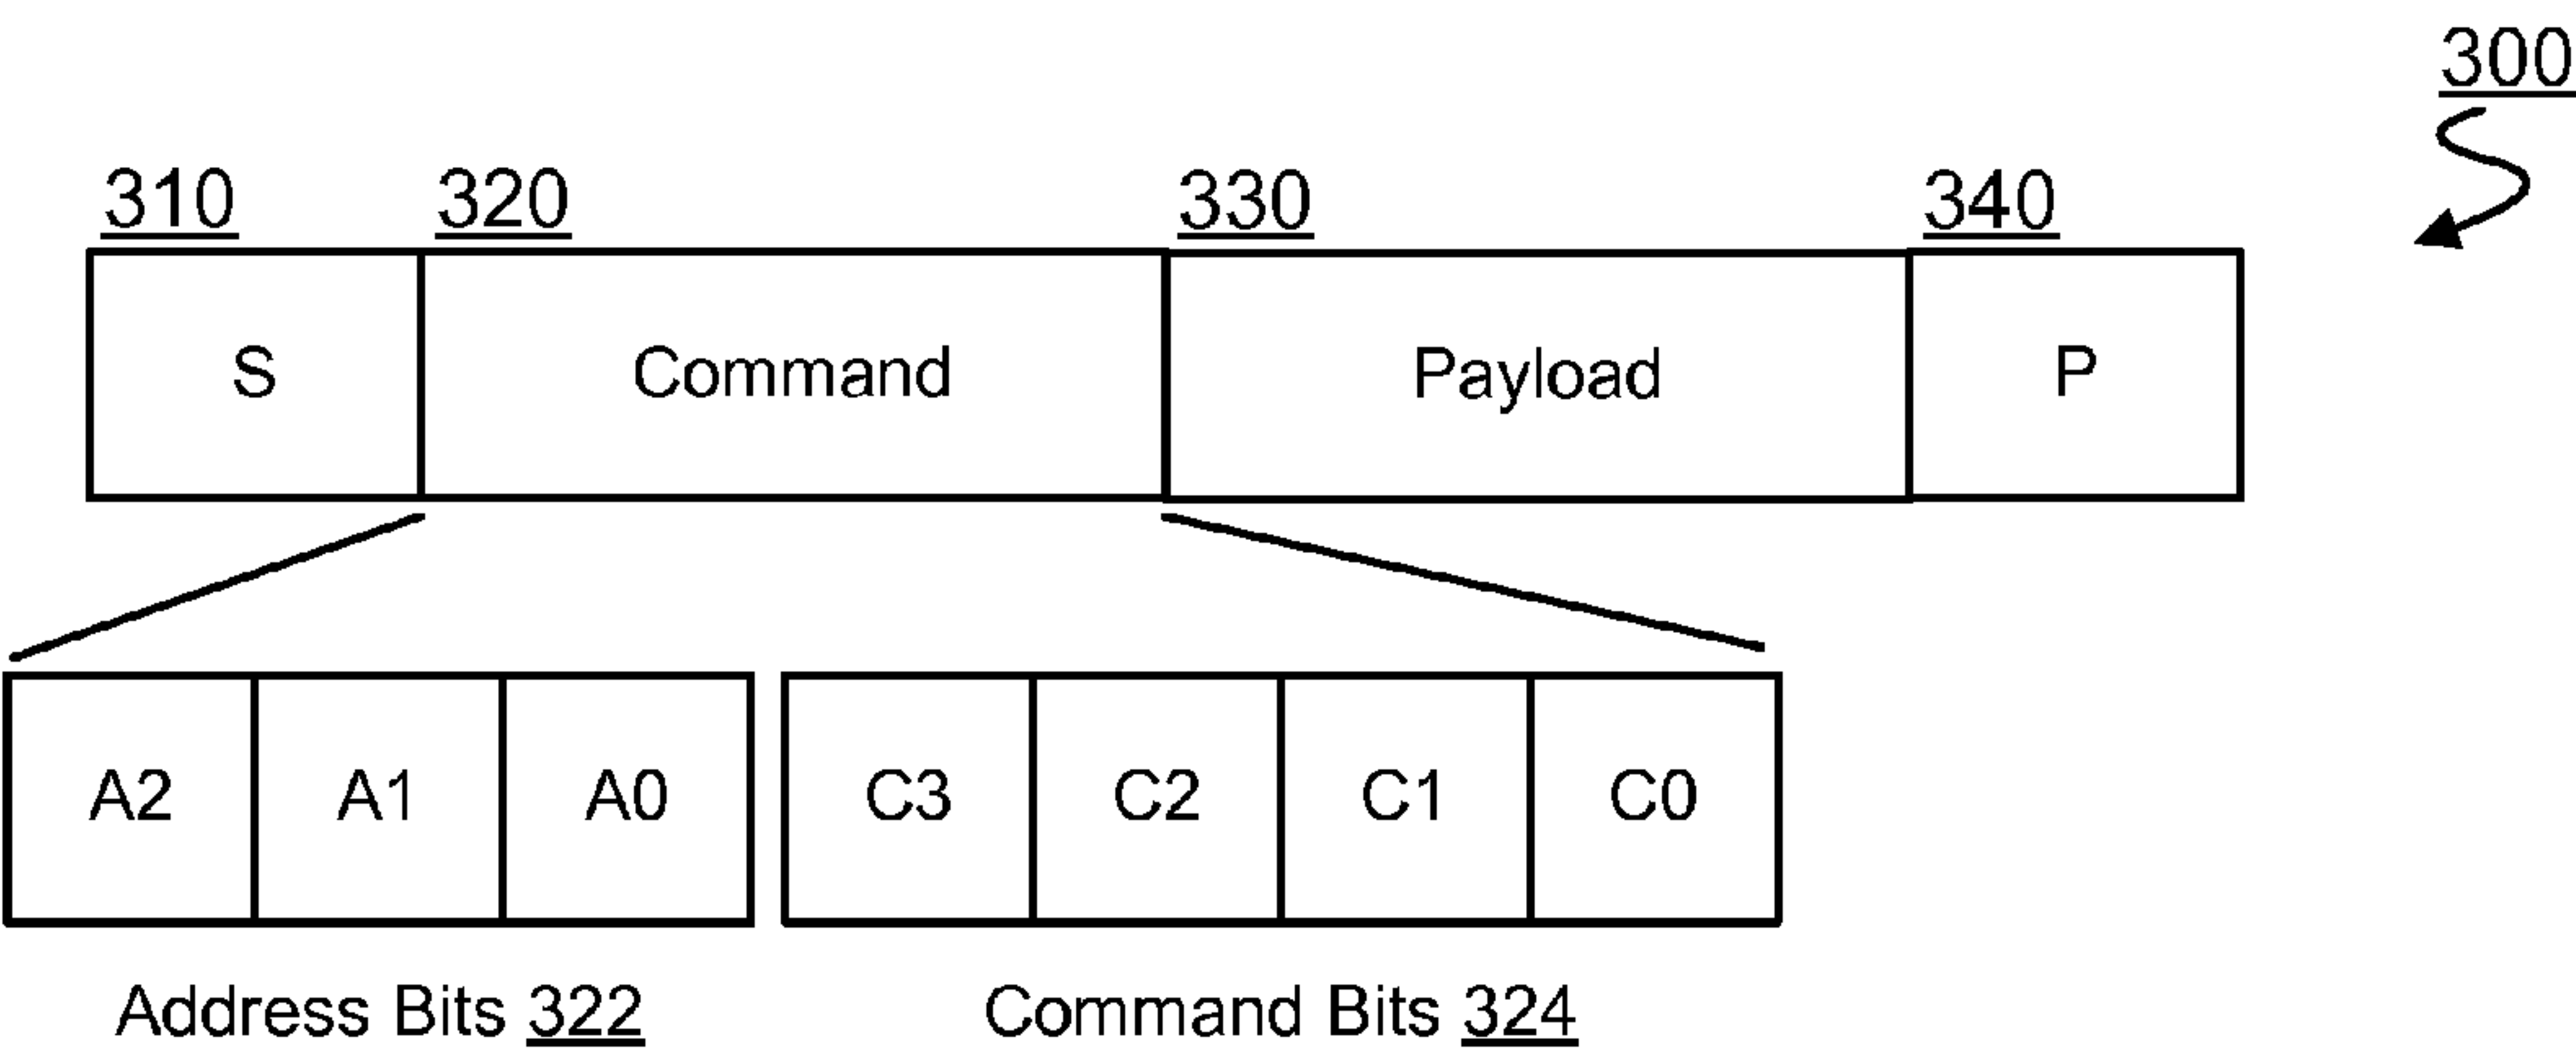 300
310 320 330 340
S Command Payload P
A2 A1 A0 C3 C2 C1 C0
Address Bits 322 Command Bits 324